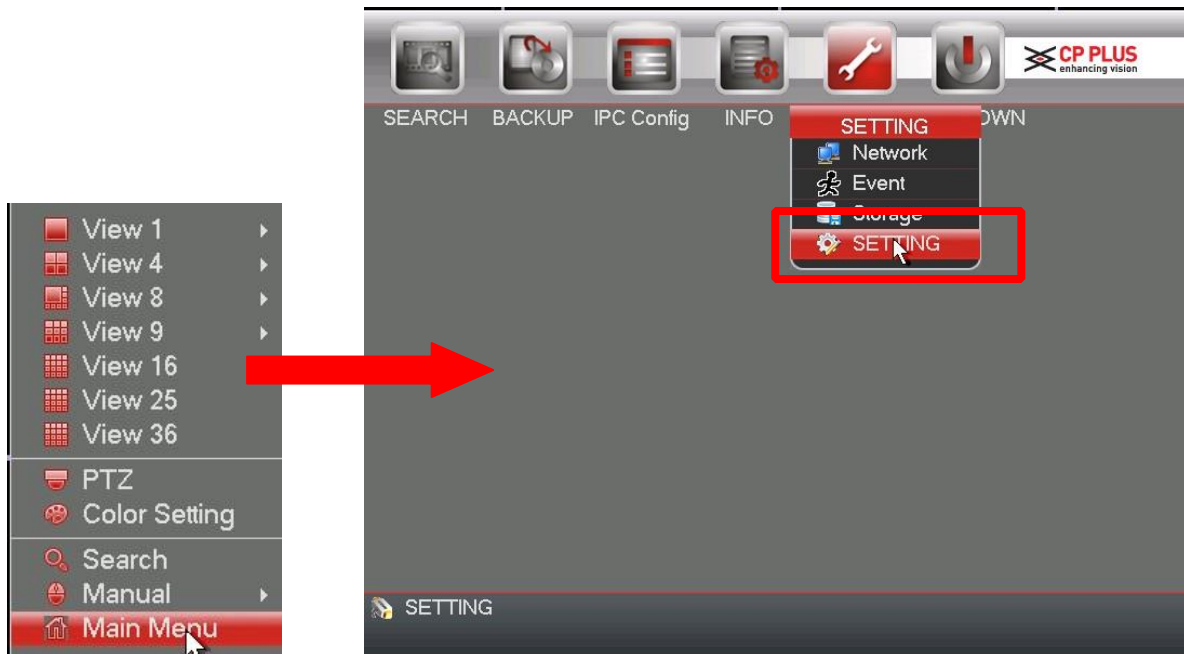 View 1
View 4
View 8
View 9
View 16
View 25
View 36
PTZ
Color Setting
Search
Manual
Main Menu
CP PLUS
enhancing vision
SEARCH BACKUP IPC Config INFO SETTING OWN
Network
Event
Storage
SETTING
SETTING